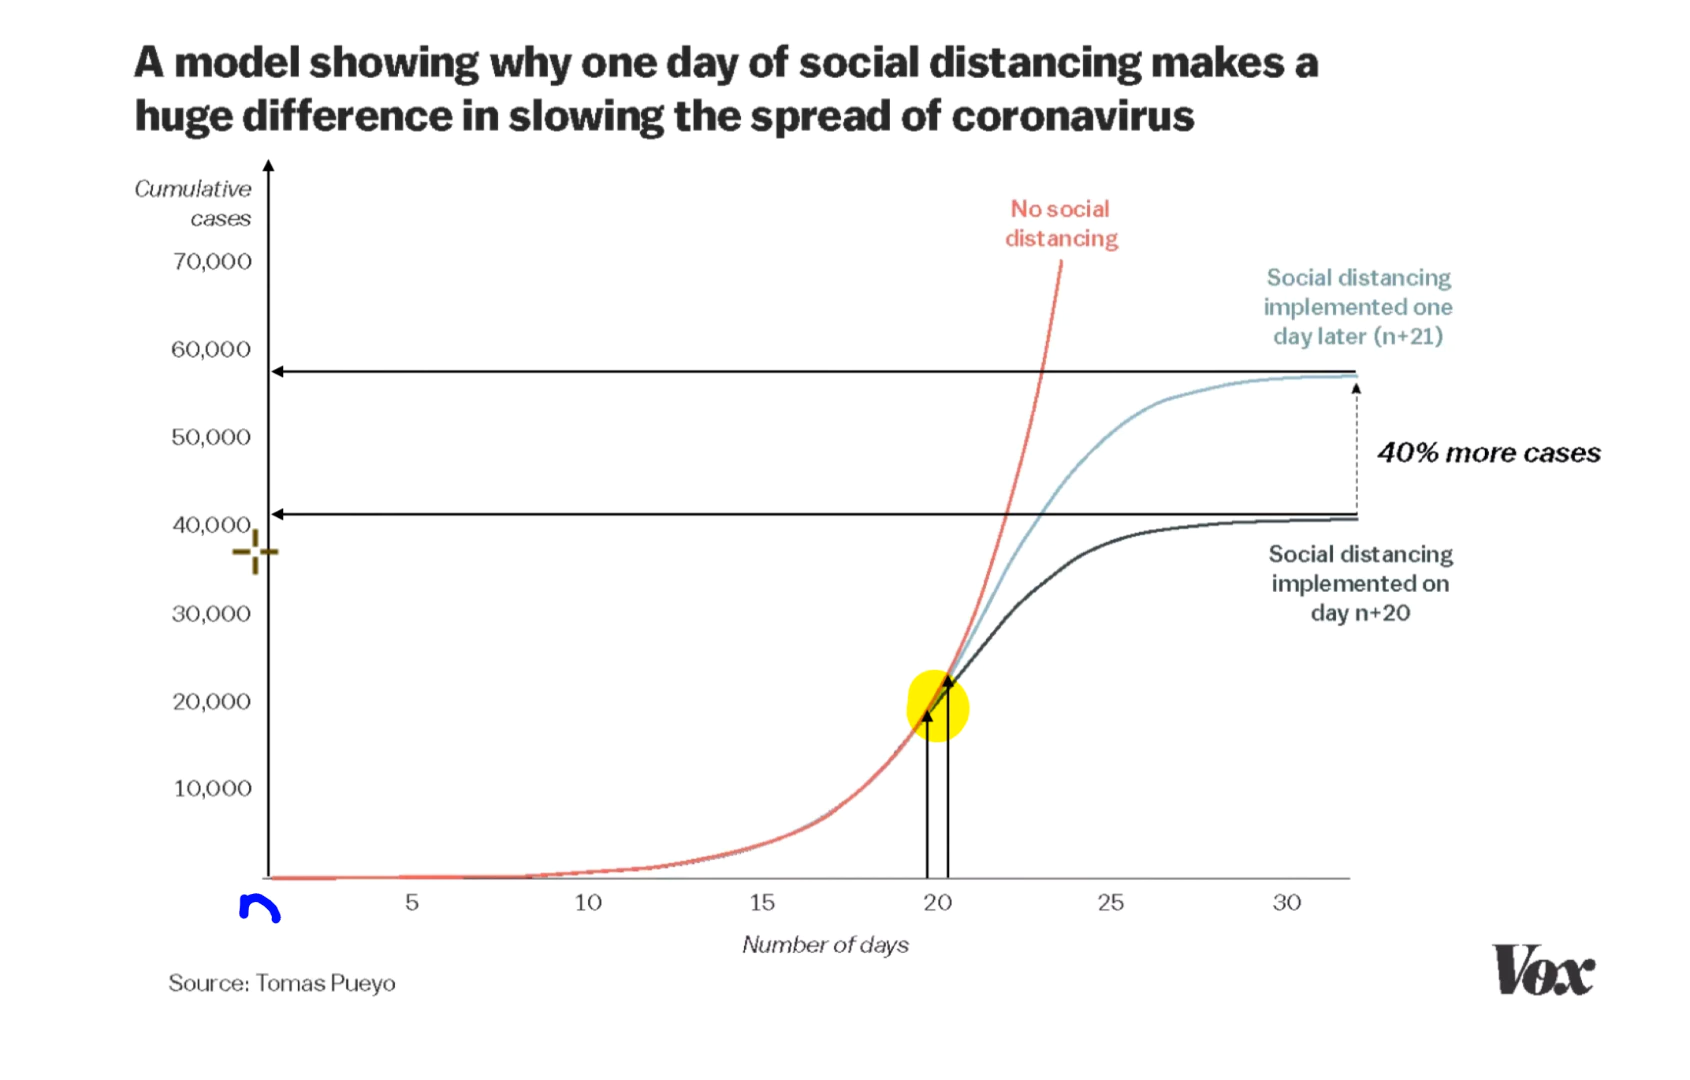 A model showing why one day of social distancing makes a
huge difference in slowing the spread of coronavirus
Cumulative
cases
70,000
60,000
50,000
40,000
30,000
20,000
10,000
No social
distancing
Social distancing
implemented one
day later (n+21)
40% more cases
Social distancing
implemented on
day n+20
5 10 15 20 25 30
Number of days
Source: Tomas Pueyo
Vox